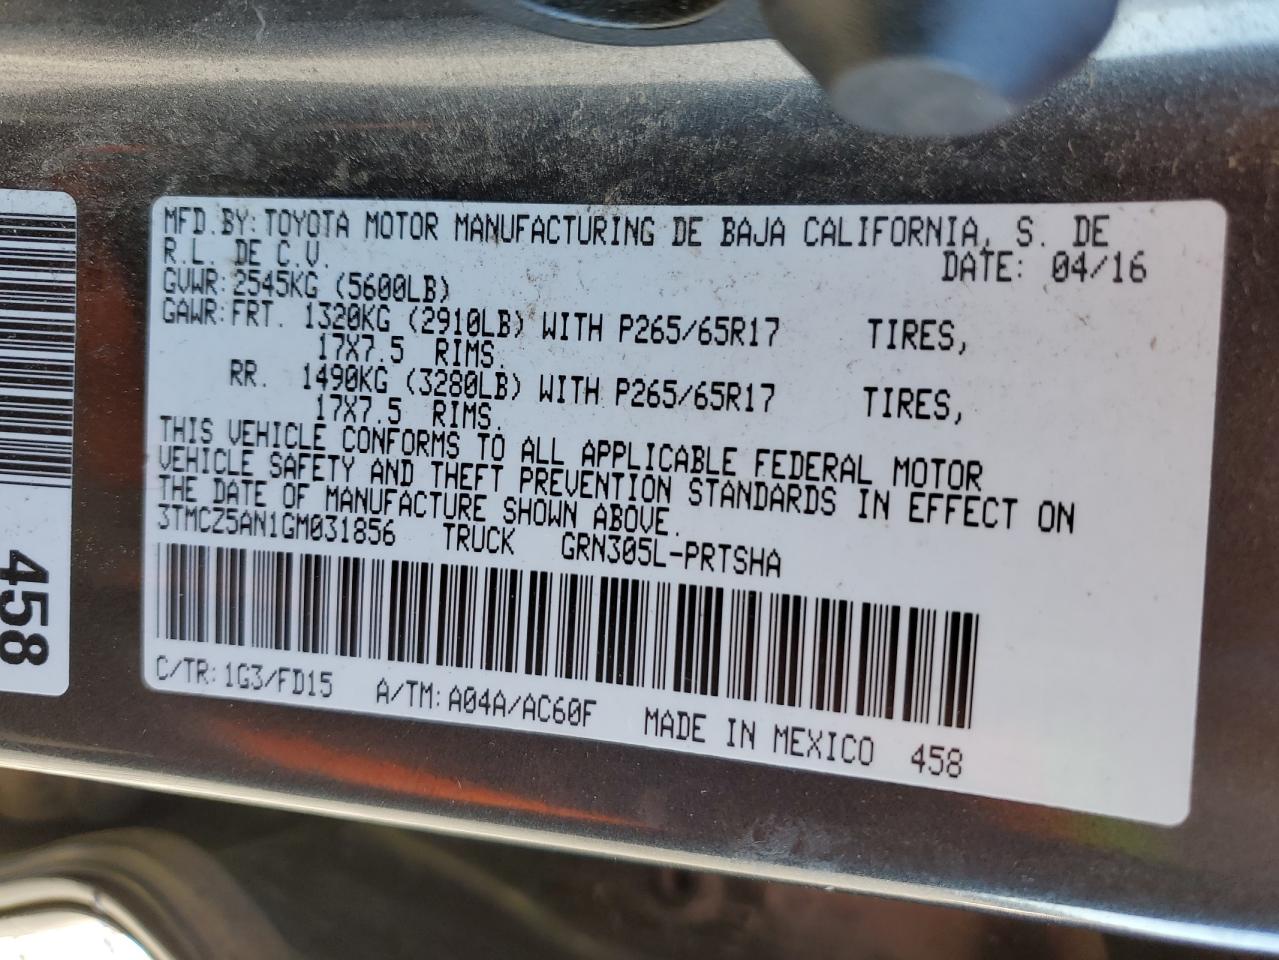 MFD.BY:TOYOTA MOTOR MANUFACTURING DE BAJA CALIFORNIA, S. DE
R.L. DE C.V. DATE: 04/16
GVWR:2545KG (5600LB)
GAWR:FRT. 1320KG (2910LB) WITH P265/65R17 TIRES,
17X7.5 RIMS.
RR. 1490KG (3280LB) WITH P265/65R17 TIRES,
17X7.5 RIMS.
THIS VEHICLE CONFORMS TO ALL APPLICABLE FEDERAL MOTOR
VEHICLE SAFETY AND THEFT PREVENTION STANDARDS IN EFFECT ON
THE DATE OF MANUFACTURE SHOWN ABOVE.
3TMCZ5AN1GM031856 TRUCK GRN305L-PRTSHA
C/TR:1G3/FD15 A/TM:A04A/AC60F MADE IN MEXICO 458
458